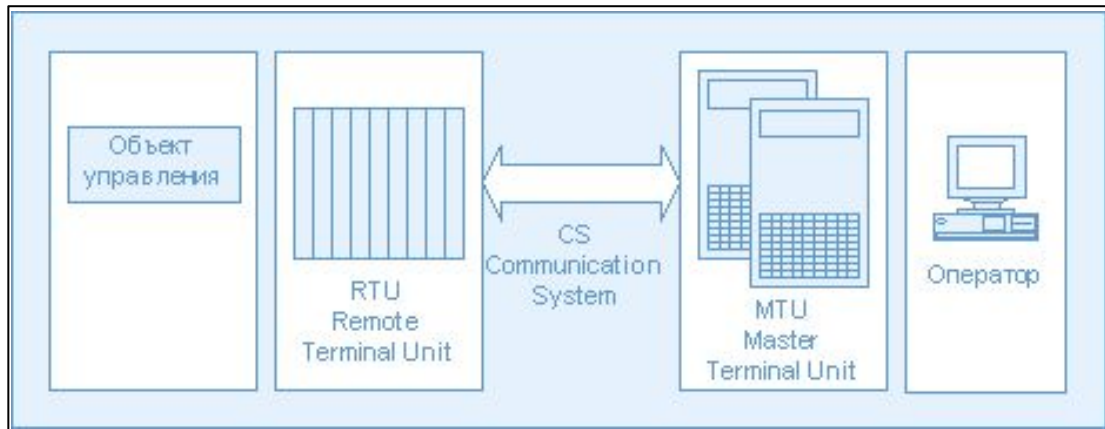 Объект
управления
RTU
Remote
Terminal Unit
CS
Communication
System
MTU
Master
Terminal Unit
Оператор